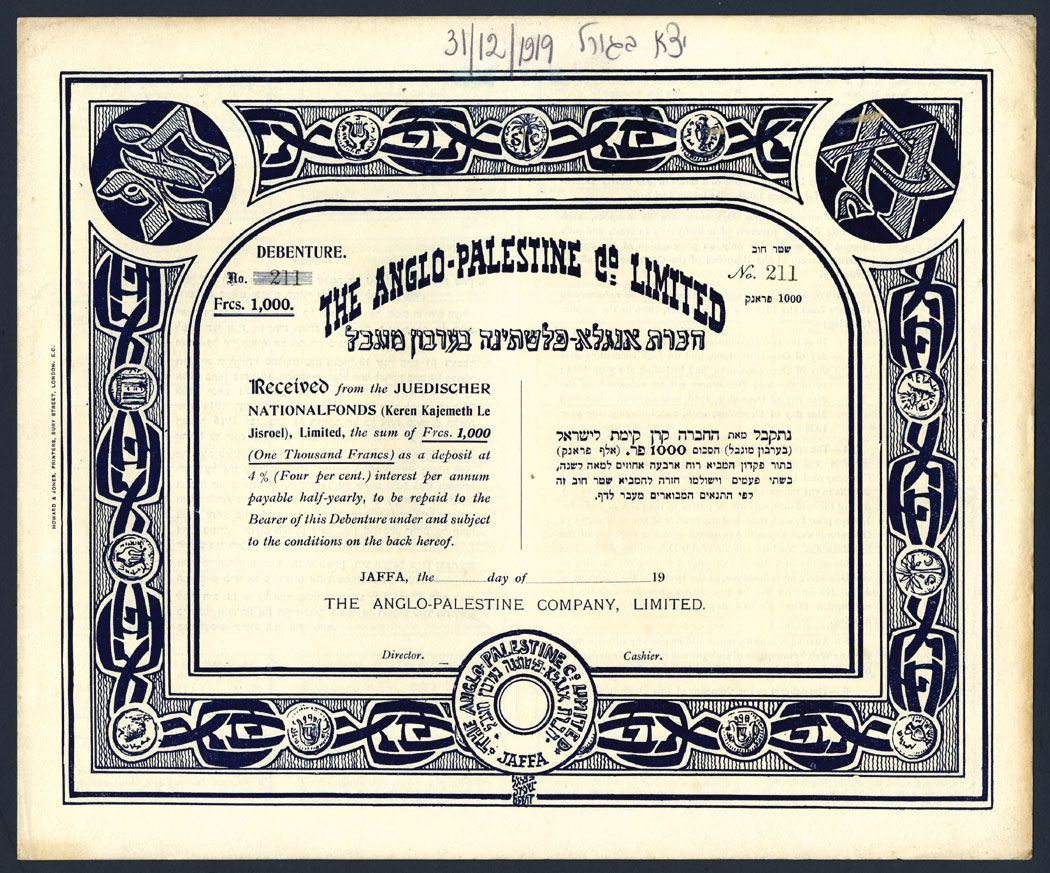 יצא בגורל 31/12/1919
DEBENTURE.
No. 211
Frcs. 1,000.
שטר חוב
No. 211
1000 פראנק
THE ANGLO-PALESTINE Co. LIMITED
חברת אנגלא-פלשתינה בערבון מוגבל
Received from the JUEDISCHER
NATIONALFONDS (Keren Kajemeth Le
Jisroel), Limited, the sum of Frcs. 1,000
(One Thousand Francs) as a deposit at
4% (Four per cent.) interest per annum
payable half-yearly, to be repaid to the
Bearer of this Debenture under and subject
to the conditions on the back hereof.
נתקבל מאת החברה קרן קימת לישראל
(בערבון מוגבל) הסכום 1000 פר. (אלף פראנק)
בתור פקדון המביא רוח ארבעה אחוזים למאה לשנה,
בשתי פעמים וישולמו חזרה להמביא שטר חוב זה
לפי התנאים המבוארים מעבר לדף.
JAFFA, the day of 19
THE ANGLO-PALESTINE COMPANY, LIMITED.
Director.
Cashier.
THE ANGLO-PALESTINE Co. LIMITED
חברת אנגלא-פלשתינה בערבון מוגבל
JAFFA
HOWARD & JONES, PRINTERS, BURY STREET, LONDON, E.C.